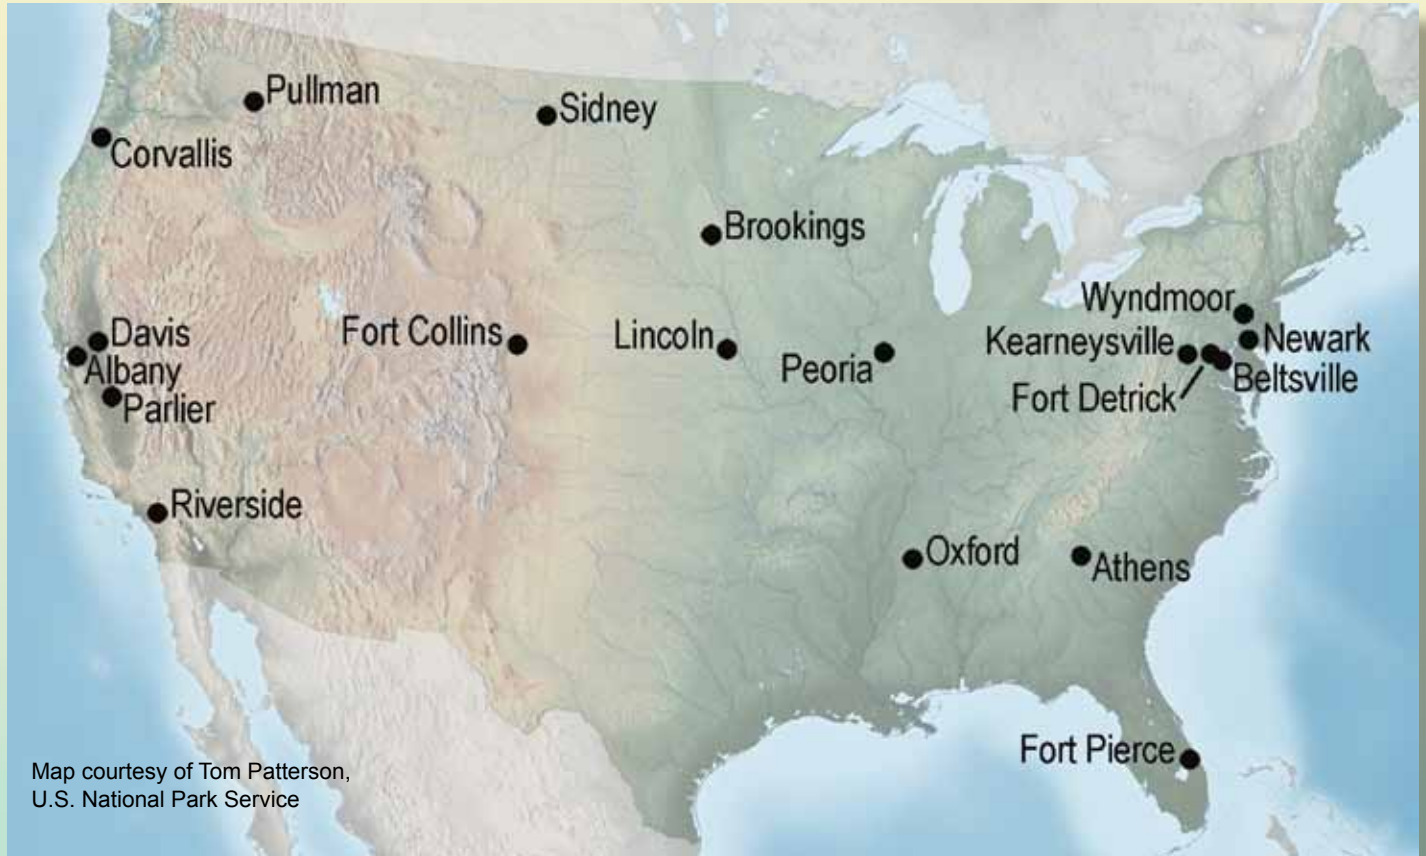 Pullman
Sidney
Corvallis
Brookings
Wyndmoor
Davis
Fort Collins
Lincoln
Kearneysville
Newark
Albany
Peoria
Beltsville
Parlier
Fort Detrick
Riverside
Oxford
Athens
Fort Pierce
Map courtesy of Tom Patterson,
U.S. National Park Service